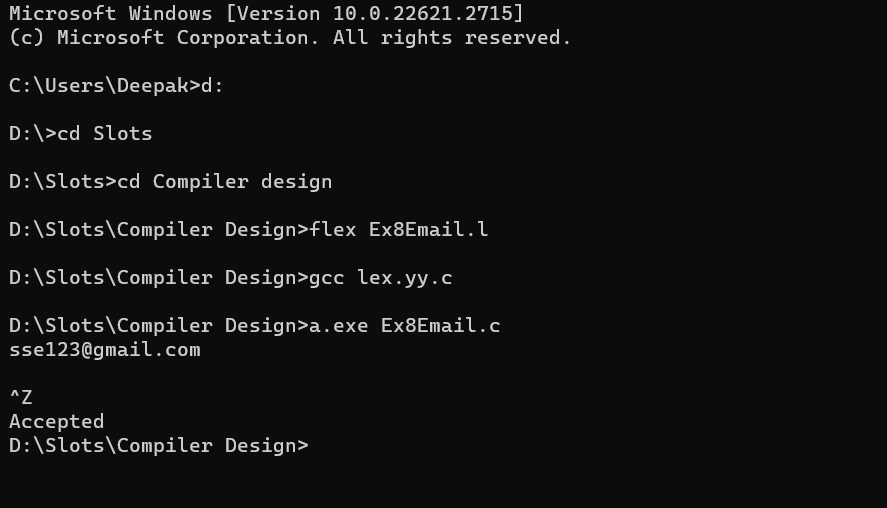 Microsoft Windows [Version 10.0.22621.2715]
(c) Microsoft Corporation. All rights reserved.
C:\Users\Deepak>d:
D:\>cd Slots
D:\Slots>cd Compiler design
D:\Slots\Compiler Design>flex Ex8Email.l
D:\Slots\Compiler Design>gcc lex.yy.c
D:\Slots\Compiler Design>a.exe Ex8Email.c
sse123@gmail.com
^Z
Accepted
D:\Slots\Compiler Design>